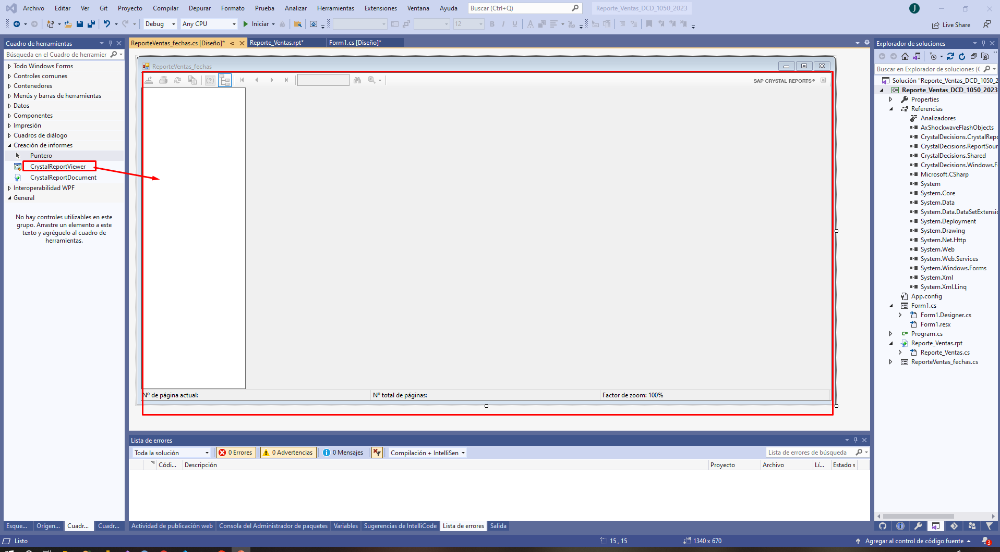 Archivo Editar Ver Git Proyecto Compilar Depurar Formato Prueba Analizar Herramientas Extensiones Ventana Ayuda Buscar (Ctrl+Q) Reporte_Ventas_DCD_1050_2023 J
Debug Any CPU Iniciar 12 Live Share
Cuadro de herramientas
Búsqueda en el Cuadro de herramier
Todo Windows Forms
Controles comunes
Contenedores
Menús y barras de herramientas
Datos
Componentes
Impresión
Cuadros de diálogo
Creación de informes
Puntero
CrystalReportViewer
CrystalReportDocument
Interoperabilidad WPF
General
No hay controles utilizables en este
grupo. Arrastre un elemento a este
texto y agréguelo al cuadro de
herramientas.
Esque... Orígen... Cuadr... Cuadr...
ReporteVentas_fechas.cs [Diseño]* Reporte_Ventas.rpt* Form1.cs [Diseño]*
ReporteVentas_fechas
SAP CRYSTAL REPORTS®
Nº de página actual: Nº total de páginas: Factor de zoom: 100%
Lista de errores
Toda la solución 0 Errores 0 Advertencias 0 Mensajes Compilación + IntelliSen Lista de errores de búsqueda
Códi... Descripción Proyecto Archivo Lí... Estado s
Actividad de publicación web Consola del Administrador de paquetes Variables Sugerencias de IntelliCode Lista de errores Salida
Explorador de soluciones
Buscar en Explorador de soluciones (
Solución "Reporte_Ventas_DCD_1050_2
Reporte_Ventas_DCD_1050_2023
Properties
Referencias
Analizadores
AxShockwaveFlashObjects
CrystalDecisions.CrystalRepo
CrystalDecisions.ReportSour
CrystalDecisions.Shared
CrystalDecisions.Windows.F
Microsoft.CSharp
System
System.Core
System.Data
System.Data.DataSetExtensio
System.Deployment
System.Drawing
System.Net.Http
System.Web
System.Web.Services
System.Windows.Forms
System.Xml
System.Xml.Linq
App.config
Form1.cs
Form1.Designer.cs
Form1.resx
Program.cs
Reporte_Ventas.rpt
Reporte_Ventas.cs
ReporteVentas_fechas.cs
Listo 15 , 15 1340 x 670 Agregar al control de código fuente 3